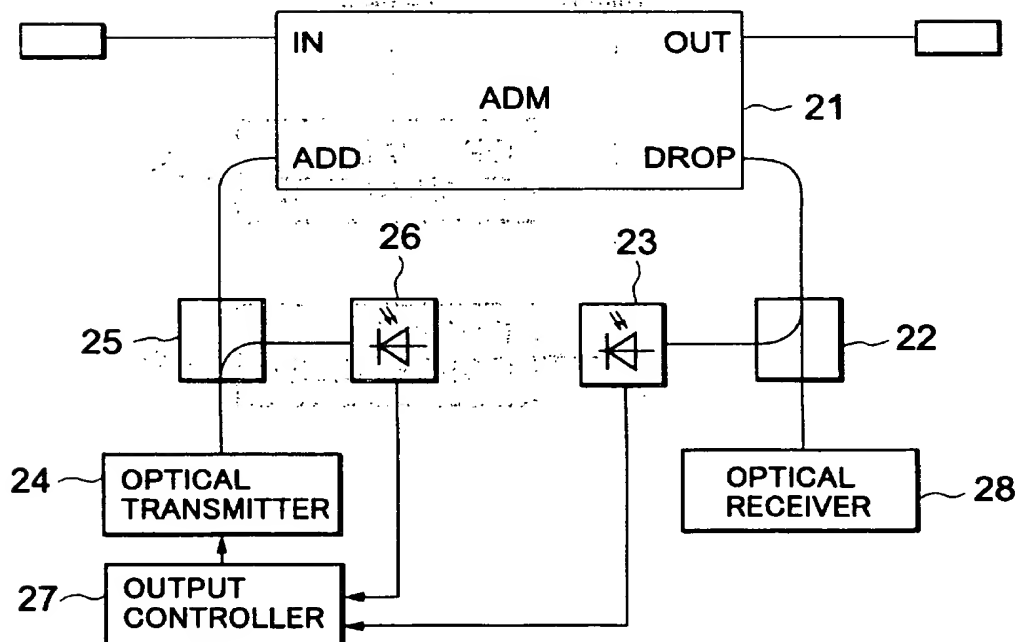 IN
OUT
ADM
21
ADD
DROP
26
23
25
22
24
OPTICAL
TRANSMITTER
OPTICAL
RECEIVER
28
27
OUTPUT
CONTROLLER